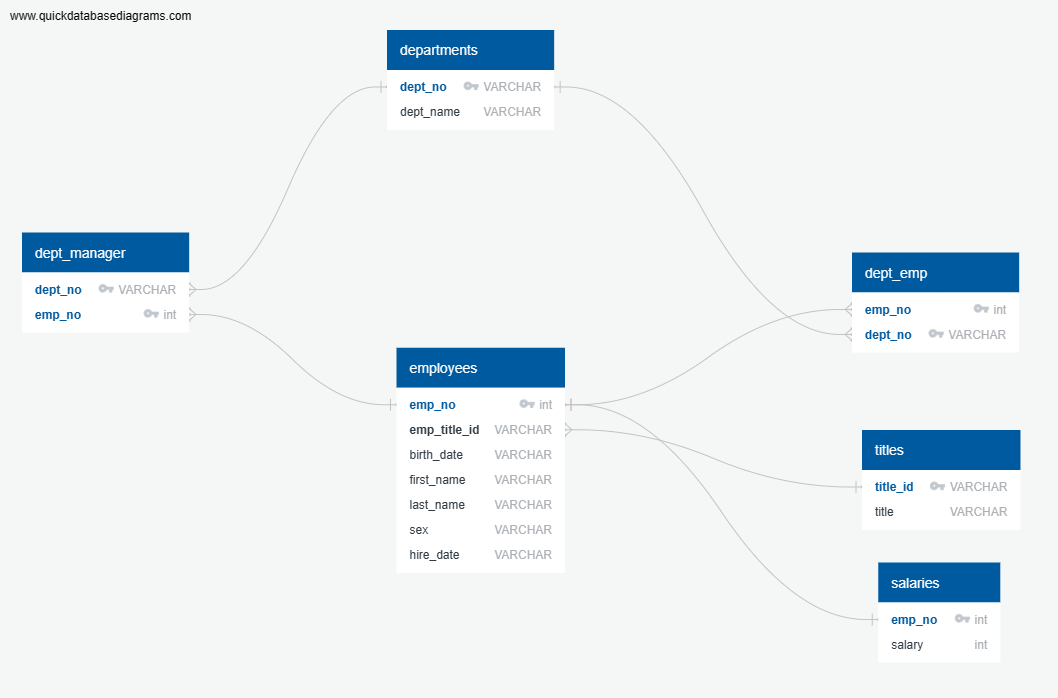 www.quickdatabasediagrams.com
departments
dept_no VARCHAR
dept_name VARCHAR
dept_manager
dept_no VARCHAR
emp_no int
dept_emp
emp_no int
dept_no VARCHAR
employees
emp_no int
emp_title_id VARCHAR
birth_date VARCHAR
first_name VARCHAR
last_name VARCHAR
sex VARCHAR
hire_date VARCHAR
titles
title_id VARCHAR
title VARCHAR
salaries
emp_no int
salary int